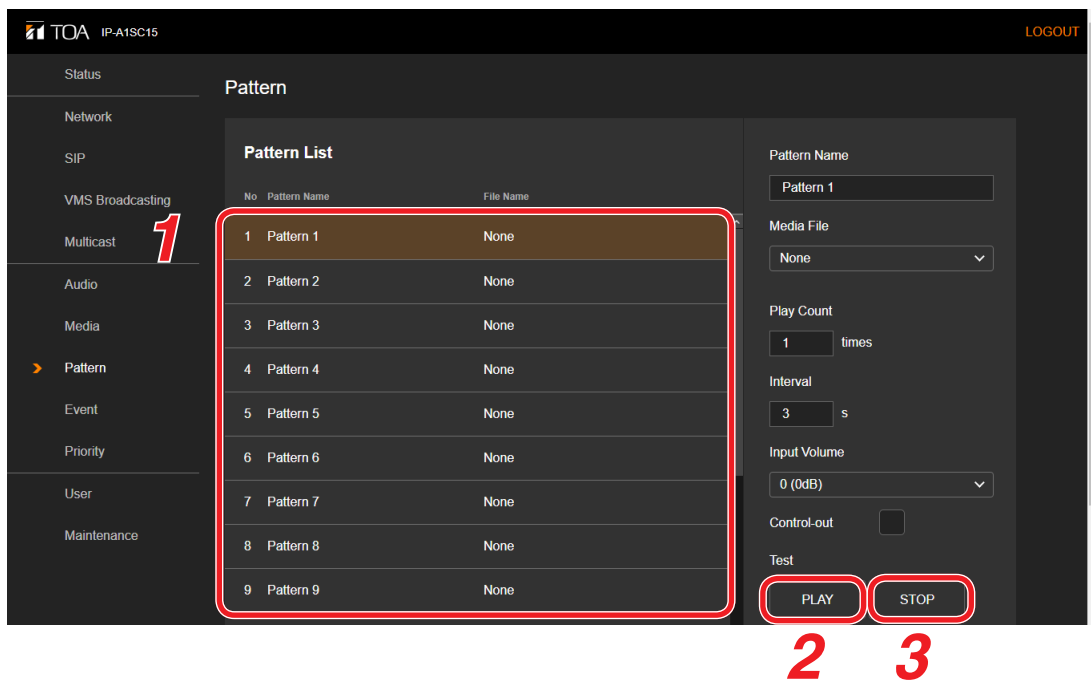 TOA IP-A1SC15
LOGOUT
Status
Network
SIP
VMS Broadcasting
Multicast
Audio
Media
Pattern
Event
Priority
User
Maintenance
1
Pattern
Pattern List
No Pattern Name File Name
1 Pattern 1 None
2 Pattern 2 None
3 Pattern 3 None
4 Pattern 4 None
5 Pattern 5 None
6 Pattern 6 None
7 Pattern 7 None
8 Pattern 8 None
9 Pattern 9 None
Pattern Name
Pattern 1
Media File
None
Play Count
1 times
Interval
3 s
Input Volume
0 (0dB)
Control-out
Test
PLAY STOP
2 3